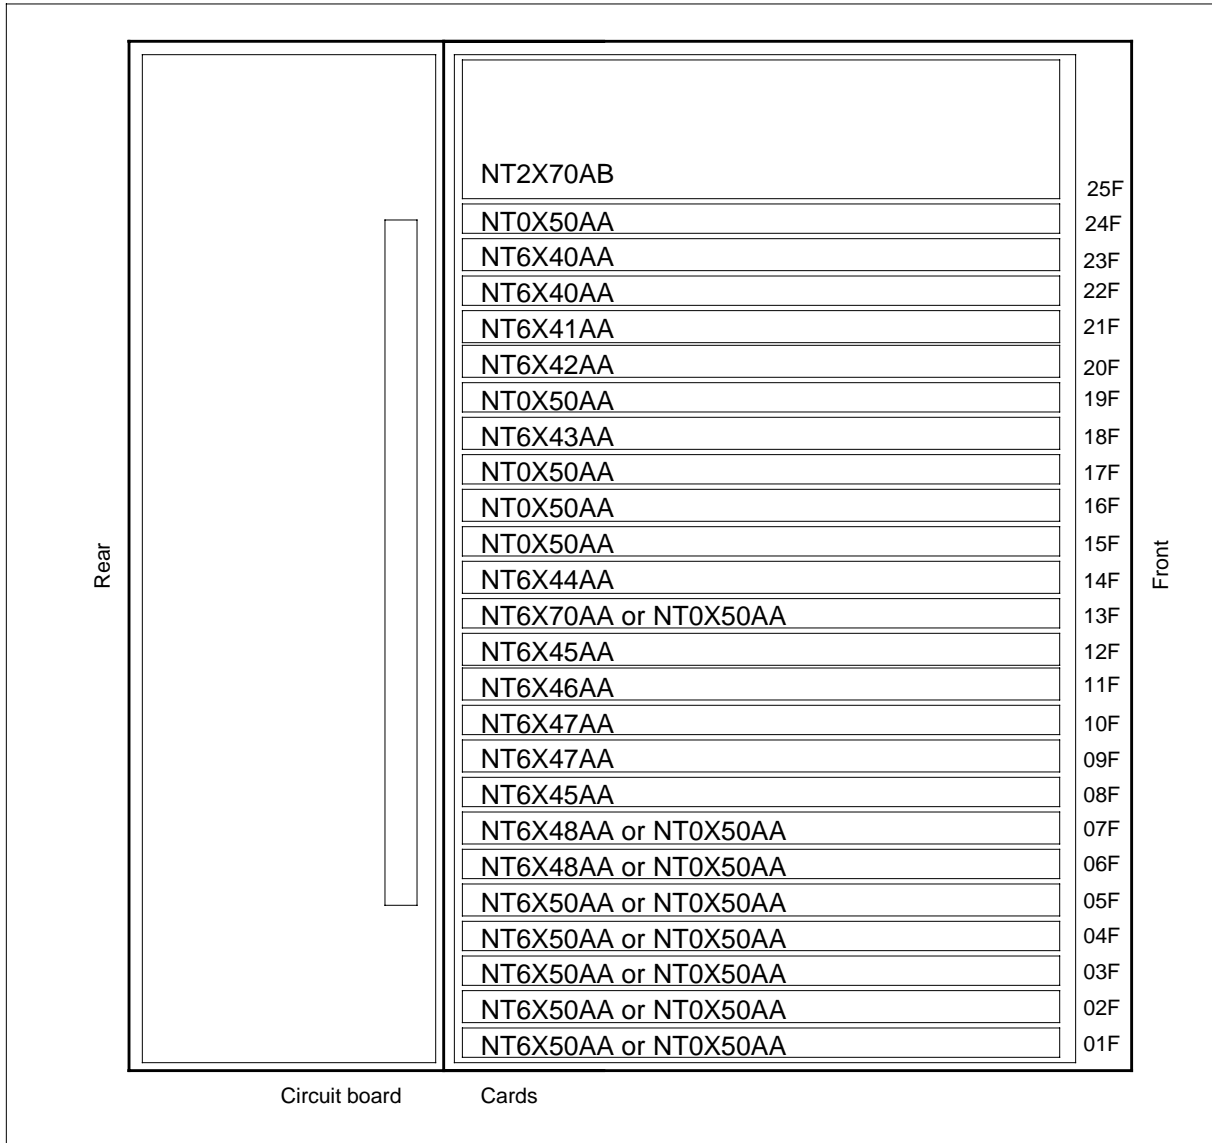 NT2X70AB 25F
NT0X50AA 24F
NT6X40AA 23F
NT6X40AA 22F
NT6X41AA 21F
NT6X42AA 20F
NT0X50AA 19F
NT6X43AA 18F
NT0X50AA 17F
NT0X50AA 16F
NT0X50AA 15F
Rear
Front
NT6X44AA 14F
NT6X70AA or NT0X50AA 13F
NT6X45AA 12F
NT6X46AA 11F
NT6X47AA 10F
NT6X47AA 09F
NT6X45AA 08F
NT6X48AA or NT0X50AA 07F
NT6X48AA or NT0X50AA 06F
NT6X50AA or NT0X50AA 05F
NT6X50AA or NT0X50AA 04F
NT6X50AA or NT0X50AA 03F
NT6X50AA or NT0X50AA 02F
NT6X50AA or NT0X50AA 01F
Circuit board Cards